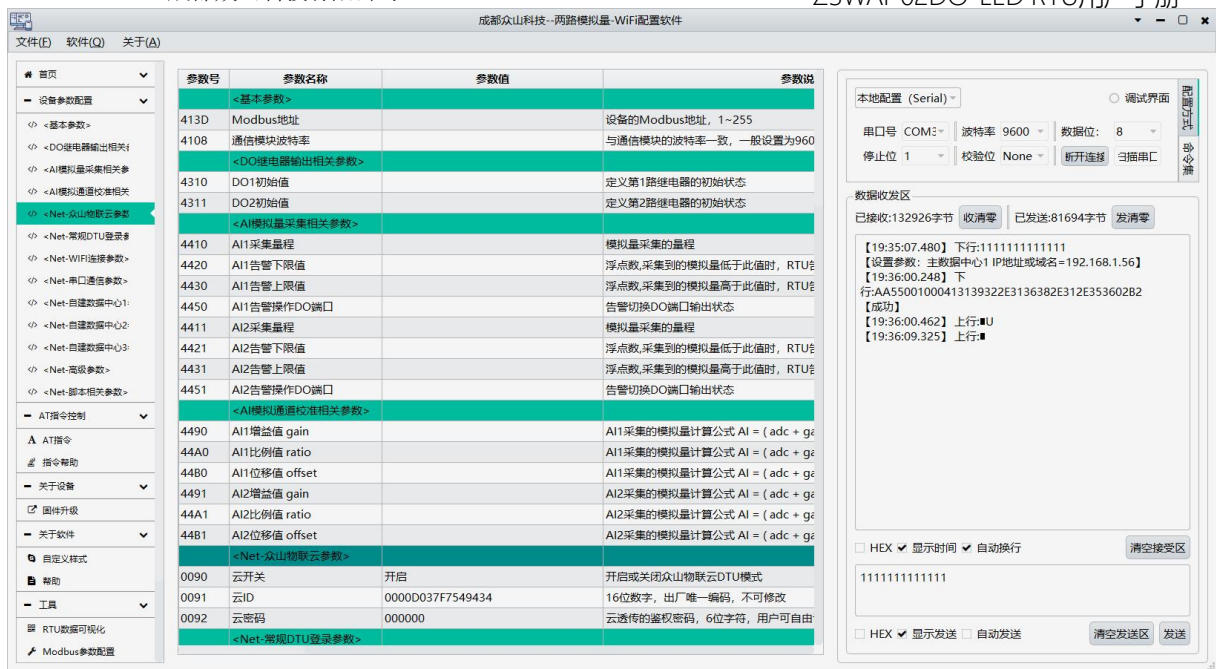 ZSWAP02DO-LED RTU用户手册
成都众山科技--两路模拟量-WiFi配置软件
文件(F) 软件(Q) 关于(A)
首页
设备参数配置
<基本参数>
<DO继电器输出相关
<AI模拟量采集相关参
<AI模拟通道校准相关
<Net-众山物联云参数
<Net-常规DTU登录参
<Net-WIFI连接参数>
<Net-串口通信参数>
<Net-自建数据中心1
<Net-自建数据中心2
<Net-自建数据中心3
<Net-高级参数>
<Net-脚本相关参数>
AT指令控制
A AT指令
指令帮助
关于设备
固件升级
关于软件
自定义样式
帮助
工具
RTU数据可视化
Modbus参数配置
参数号 参数名称 参数值 参数说
<基本参数>
413D Modbus地址 设备的Modbus地址，1~255
4108 通信模块波特率 与通信模块的波特率一致，一般设置为960
<DO继电器输出相关参数>
4310 DO1初始值 定义第1路继电器的初始状态
4311 DO2初始值 定义第2路继电器的初始状态
<AI模拟量采集相关参数>
4410 AI1采集量程 模拟量采集的量程
4420 AI1告警下限值 浮点数,采集到的模拟量低于此值时，RTU告
4430 AI1告警上限值 浮点数,采集到的模拟量高于此值时，RTU告
4450 AI1告警操作DO端口 告警切换DO端口输出状态
4411 AI2采集量程 模拟量采集的量程
4421 AI2告警下限值 浮点数,采集到的模拟量低于此值时，RTU告
4431 AI2告警上限值 浮点数,采集到的模拟量高于此值时，RTU告
4451 AI2告警操作DO端口 告警切换DO端口输出状态
<AI模拟通道校准相关参数>
4490 AI1增益值 gain AI1采集的模拟量计算公式 AI = ( adc + ga
44A0 AI1比例值 ratio AI1采集的模拟量计算公式 AI = ( adc + ga
44B0 AI1位移值 offset AI1采集的模拟量计算公式 AI = ( adc + ga
4491 AI2增益值 gain AI2采集的模拟量计算公式 AI = ( adc + ga
44A1 AI2比例值 ratio AI2采集的模拟量计算公式 AI = ( adc + ga
44B1 AI2位移值 offset AI2采集的模拟量计算公式 AI = ( adc + ga
<Net-众山物联云参数>
0090 云开关 开启 开启或关闭众山物联云DTU模式
0091 云ID 0000D037F7549434 16位数字，出厂唯一编码，不可修改
0092 云密码 000000 云透传的鉴权密码，6位字符，用户可自由
<Net-常规DTU登录参数>
本地配置 (Serial) 调试界面
配置方式
命令集
串口号 COM3 波特率 9600 数据位: 8
停止位 1 校验位 None 断开连接 扫描串口
数据收发区
已接收:132926字节 收清零 已发送:81694字节 发清零
【19:35:07.480】下行:1111111111111
【设置参数：主数据中心1 IP地址或域名=192.168.1.56】
【19:36:00.248】下
行:AA55001000413139322E3136382E312E353602B2
【成功】
【19:36:00.462】上行:■U
【19:36:09.325】上行:■
HEX 显示时间 自动换行 清空接受区
1111111111111
HEX 显示发送 自动发送 清空发送区 发送